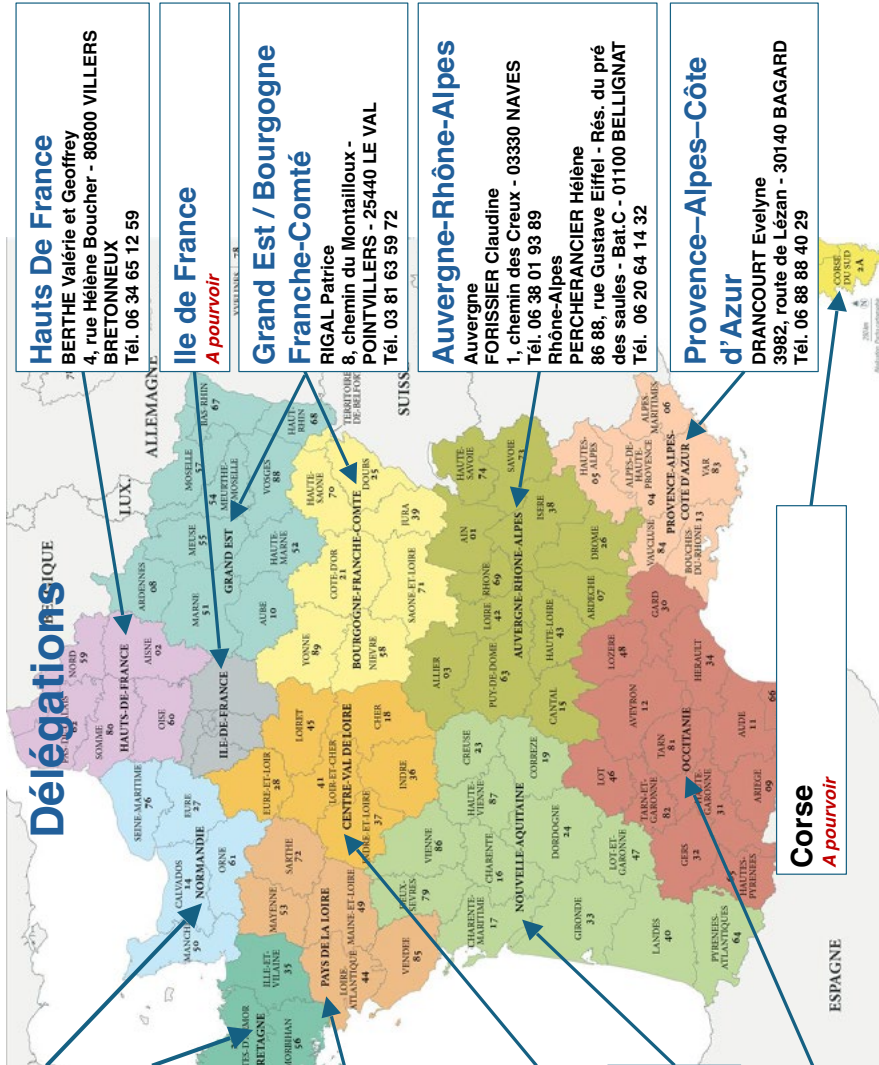 Délégations
Hauts De France
BERTHE Valérie et Geoffrey
4, rue Hélène Boucher - 80800 VILLERS
BRETONNEUX
Tél. 06 34 65 12 59
Ile de France
A pourvoir
Grand Est / Bourgogne
Franche-Comté
RIGAL Patrice
8, chemin du Montailloux -
POINTVILLERS - 25440 LE VAL
Tél. 03 81 63 59 72
Auvergne-Rhône-Alpes
Auvergne
FORISSIER Claudine
1, chemin des Creux - 03330 NAVES
Tél. 06 38 01 93 89
Rhône-Alpes
PERCHERANCIER Hélène
86 88, rue Gustave Eiffel - Rés. du pré
des saules - Bat.C - 01100 BELLIGNAT
Tél. 06 20 64 14 32
Provence–Alpes–Côte
d'Azur
DRANCOURT Evelyne
3982, route de Lézan - 30140 BAGARD
Tél. 06 88 88 40 29
Corse
A pourvoir
CORSE
DU SUD
2A
ALLEMAGNE
LUX.
ESPAGNE
NORD
59
62
SOMME
80
HAUTS-DE-FRANCE
AISNE
02
OISE
60
SEINE-MARITIME
76
EURE
27
CALVADOS
14
NORMANDIE
ORNE
61
50
ILE-DE-FRANCE
YVELINES 78
ARDENNES
08
MARNE
51
MEUSE
55
MOSELLE
57
54
MEURTHE-
MOSELLE
BAS-RHIN
67
HAUT
RHIN
68
VOSGES
88
GRAND EST
AUBE
10
HAUTE-
MARNE
52
HAUTE-
SAONE
70
TERRITOIRE
DE-BELFORT
DOUBS
25
JURA
39
COTE-D'OR
21
YONNE
89
BOURGOGNE-FRANCHE-COMTE
NIEVRE
58
SAONE-ET-LOIRE
71
EURE-ET-LOIR
28
LOIRET
45
LOIR-ET-CHER
41
CENTRE-VAL DE LOIRE
CHER
18
INDRE
36
37
ILLE-ET-
VILAINE
35
56
MAYENNE
53
SARTHE
72
PAYS DE LA LOIRE
LOIRE-
ATLANTIQUE
44
MAINE-ET-LOIRE
49
VENDEE
85
79
VIENNE
86
CHARENTE-
MARITIME
17
CHARENTE
16
HAUTE-
VIENNE
87
CREUSE
23
CORREZE
19
NOUVELLE-AQUITAINE
DORDOGNE
24
GIRONDE
33
LOT-ET-
GARONNE
47
LANDES
40
PYRENEES-
ATLANTIQUES
64
ALLIER
03
PUY-DE-DOME
63
CANTAL
15
LOIRE
42
RHONE
69
AIN
01
HAUTE-
SAVOIE
74
SAVOIE
73
ISERE
38
AUVERGNE-RHONE-ALPES
HAUTE-LOIRE
43
ARDECHE
07
DROME
26
HAUTES-
05 ALPES
ALPES-DE-
HAUTE-
04 PROVENCE
ALPES-
MARITIMES
06
PROVENCE-ALPES-
COTE D'AZUR
VAUCLUSE
84
BOUCHES-
DU-RHONE 13
VAR
83
LOT
46
AVEYRON
12
LOZERE
48
GARD
30
HERAULT
34
TARN
81
TARN-ET-
GARONNE
82
GERS
32
31
OCCITANIE
AUDE
11
ARIEGE
09
HAUTES-
PYRENEES
66